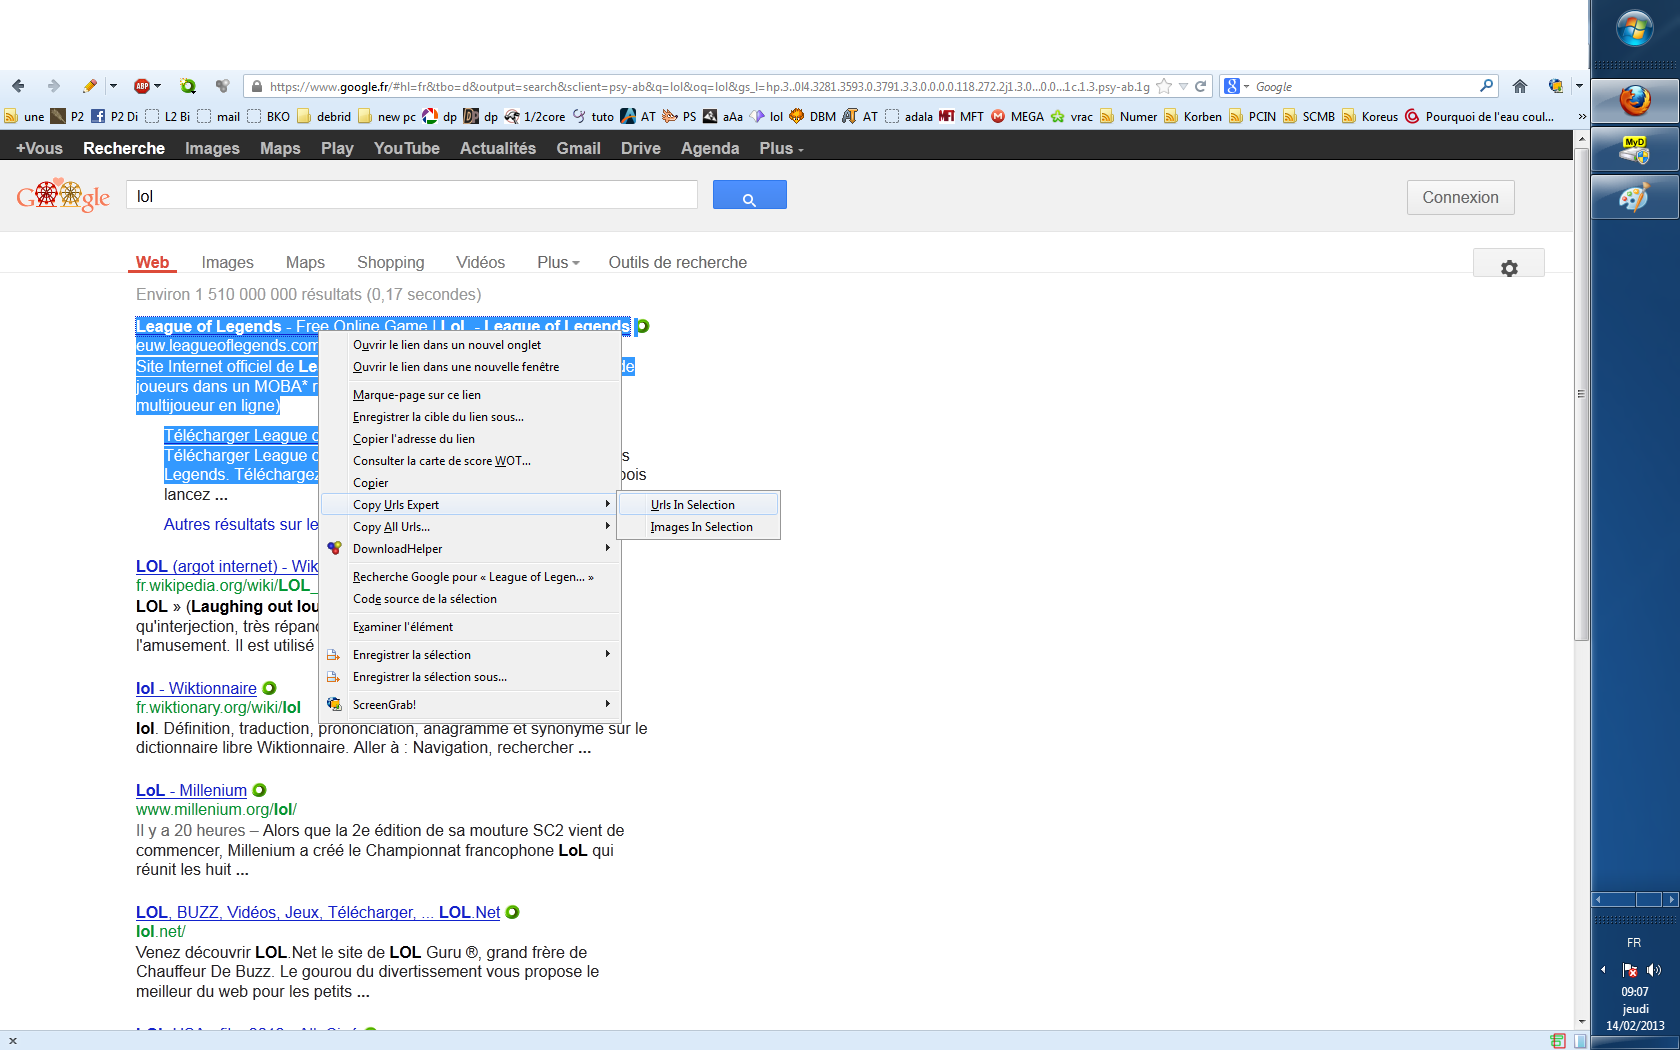 https://www.google.fr/#hl=fr&tbo=d&output=search&sclient=psy-ab&q=lol&oq=lol&gs_l=hp.3..0l4.3281.3593.0.3791.3.3.0.0.0.0.118.272.2j1.3.0...0.0...1c.1.3.psy-ab.1g
Google
ABP
une P2 P2 Di L2 Bi mail BKO debrid new pc dp dp 1/2core tuto AT PS aAa lol DBM AT adala MFT MEGA vrac Numer Korben PCIN SCMB Koreus Pourquoi de l'eau coul... »
+Vous Recherche Images Maps Play YouTube Actualités Gmail Drive Agenda Plus
Google
lol
Connexion
Web Images Maps Shopping Vidéos Plus Outils de recherche
Environ 1 510 000 000 résultats (0,17 secondes)
League of Legends - Free Online Game | LoL - League of Legends
euw.leagueoflegends.com
Site Internet officiel de Le de
joueurs dans un MOBA* r
multijoueur en ligne)
Télécharger League o
Télécharger League o s
Legends. Téléchargez bois
lancez ...
Autres résultats sur le
Ouvrir le lien dans un nouvel onglet
Ouvrir le lien dans une nouvelle fenêtre
Marque-page sur ce lien
Enregistrer la cible du lien sous...
Copier l'adresse du lien
Consulter la carte de score WOT...
Copier
Copy Urls Expert
Copy All Urls...
DownloadHelper
Recherche Google pour « League of Legen... »
Code source de la sélection
Examiner l'élément
Enregistrer la sélection
Enregistrer la sélection sous...
ScreenGrab!
Urls In Selection
Images In Selection
LOL (argot internet) - Wik
fr.wikipedia.org/wiki/LOL_
LOL » (Laughing out lou
qu'interjection, très répand
l'amusement. Il est utilisé
lol - Wiktionnaire
fr.wiktionary.org/wiki/lol
lol. Définition, traduction, prononciation, anagramme et synonyme sur le
dictionnaire libre Wiktionnaire. Aller à : Navigation, rechercher ...
LoL - Millenium
www.millenium.org/lol/
Il y a 20 heures – Alors que la 2e édition de sa mouture SC2 vient de
commencer, Millenium a créé le Championnat francophone LoL qui
réunit les huit ...
LOL, BUZZ, Vidéos, Jeux, Télécharger, ... LOL.Net
lol.net/
Venez découvrir LOL.Net le site de LOL Guru ®, grand frère de
Chauffeur De Buzz. Le gourou du divertissement vous propose le
meilleur du web pour les petits ...
MyD
FR
09:07
jeudi
14/02/2013